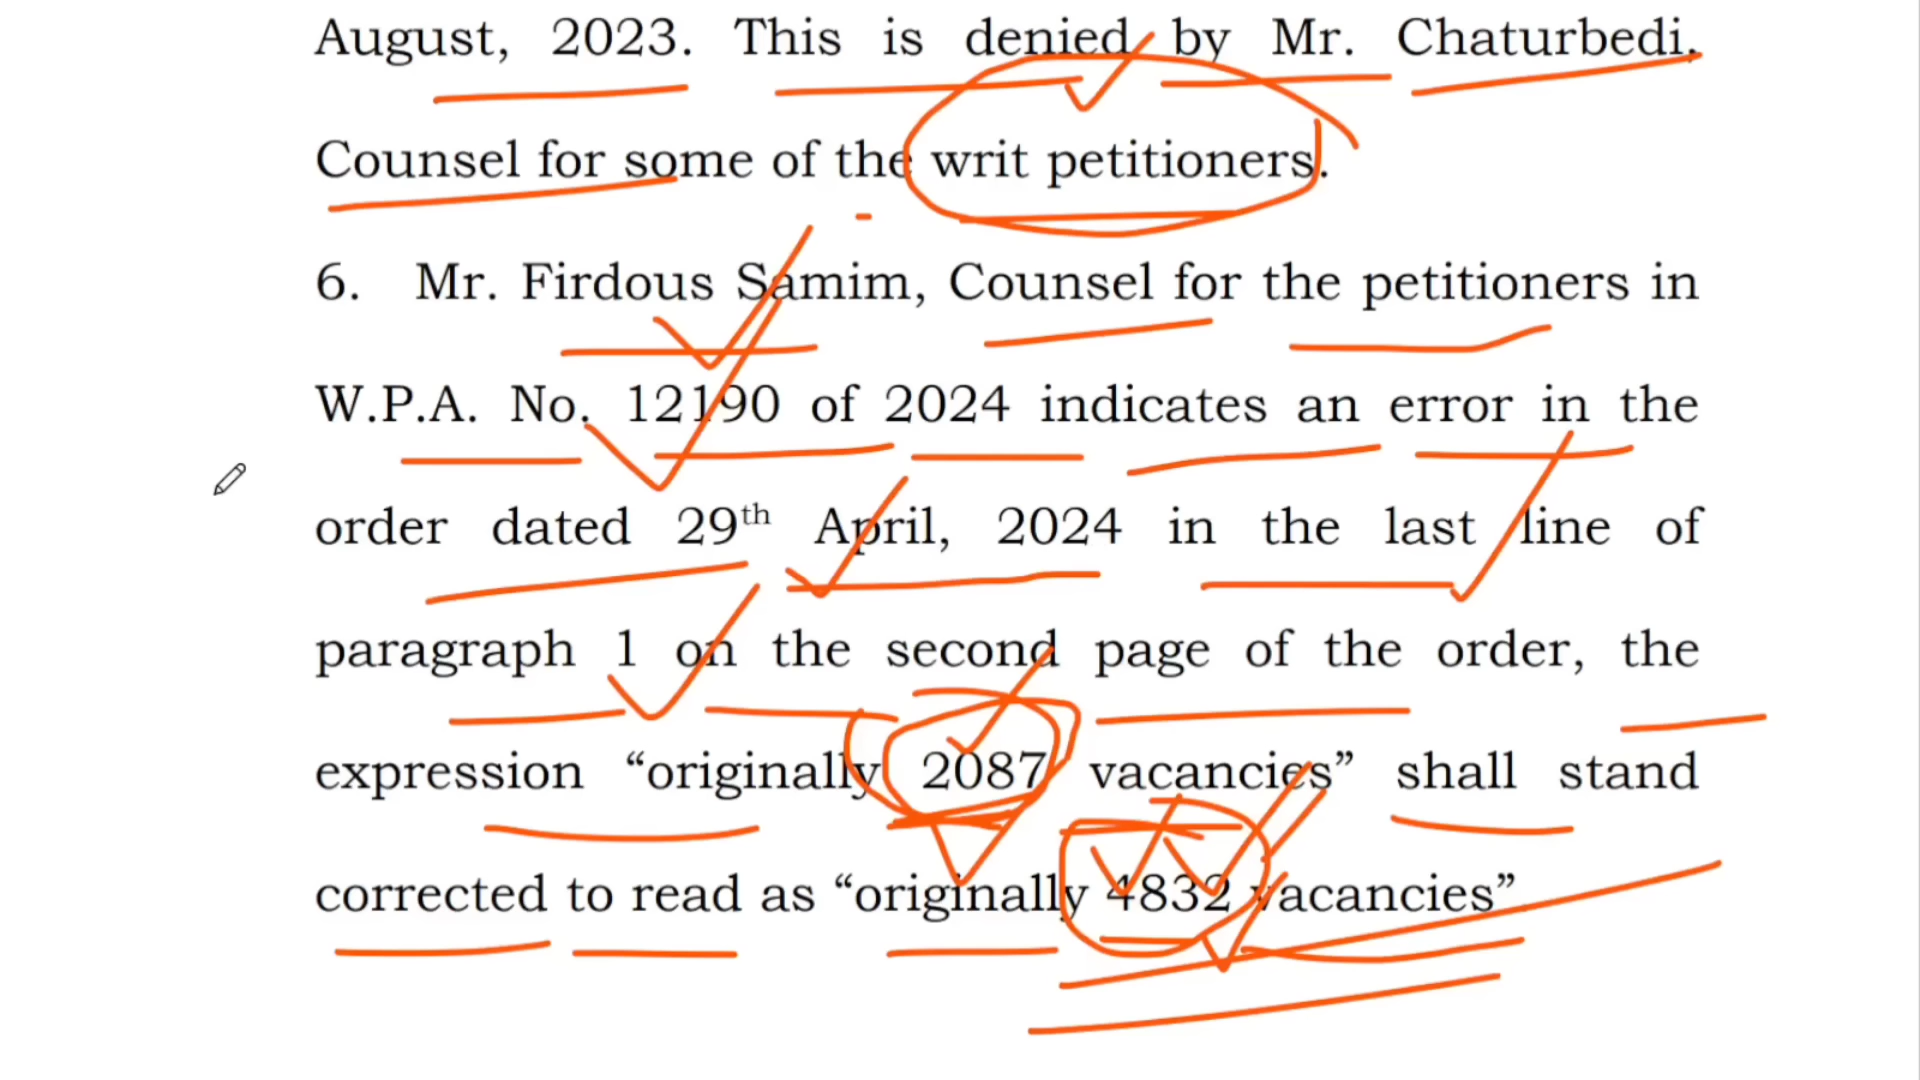 August, 2023. This is denied by Mr. Chaturbedi,
Counsel for some of the writ petitioners.
6. Mr. Firdous Samim, Counsel for the petitioners in
W.P.A. No. 12190 of 2024 indicates an error in the
order dated 29th April, 2024 in the last line of
paragraph 1 on the second page of the order, the
expression “originally 2087 vacancies” shall stand
corrected to read as “originally 4832 vacancies”